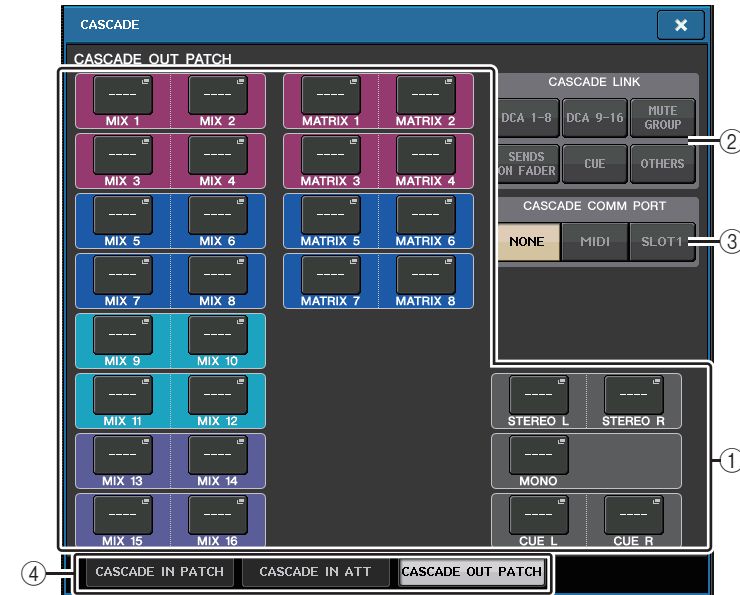 CASCADE
×
CASCADE OUT PATCH
---- ---- ---- ----
MIX 1 MIX 2 MATRIX 1 MATRIX 2
---- ---- ---- ----
MIX 3 MIX 4 MATRIX 3 MATRIX 4
---- ---- ---- ----
MIX 5 MIX 6 MATRIX 5 MATRIX 6
---- ---- ---- ----
MIX 7 MIX 8 MATRIX 7 MATRIX 8
---- ----
MIX 9 MIX 10
---- ----
MIX 11 MIX 12
---- ----
MIX 13 MIX 14
---- ----
MIX 15 MIX 16
CASCADE LINK
DCA 1-8 DCA 9-16 MUTE GROUP
SENDS ON FADER CUE OTHERS
②
CASCADE COMM PORT
NONE MIDI SLOT1
③
---- ----
STEREO L STEREO R
----
MONO
①
---- ----
CUE L CUE R
④
CASCADE IN PATCH CASCADE IN ATT CASCADE OUT PATCH